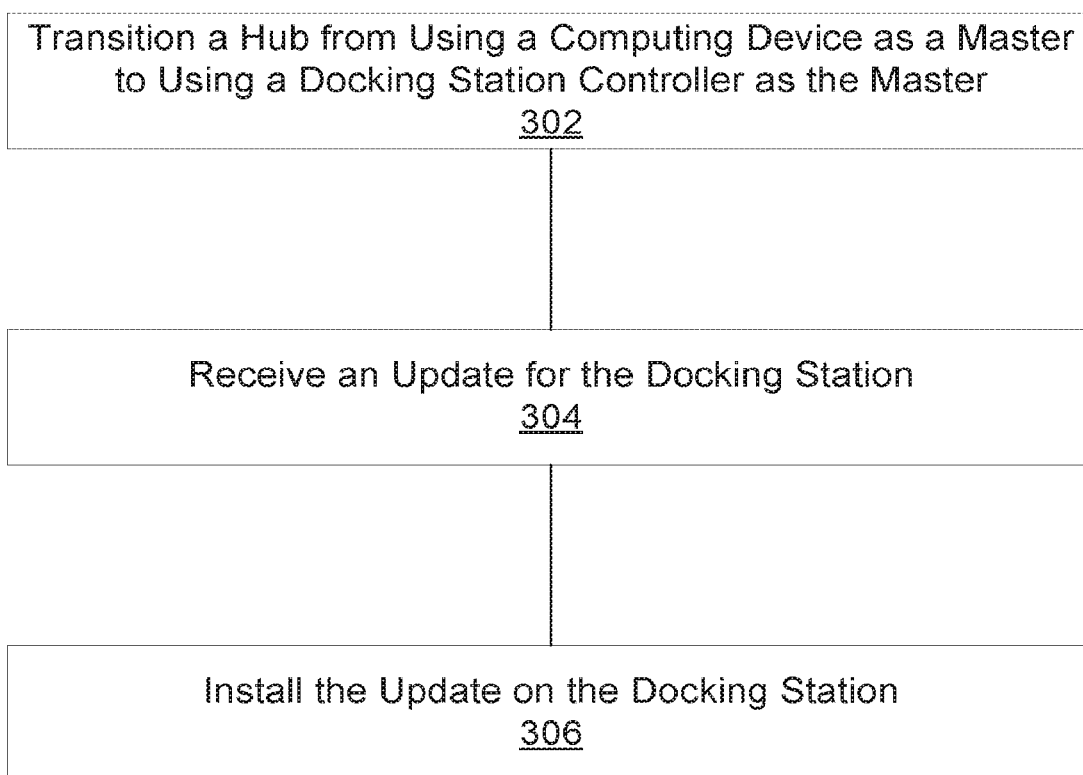 Transition a Hub from Using a Computing Device as a Master
to Using a Docking Station Controller as the Master
302
Receive an Update for the Docking Station
304
Install the Update on the Docking Station
306